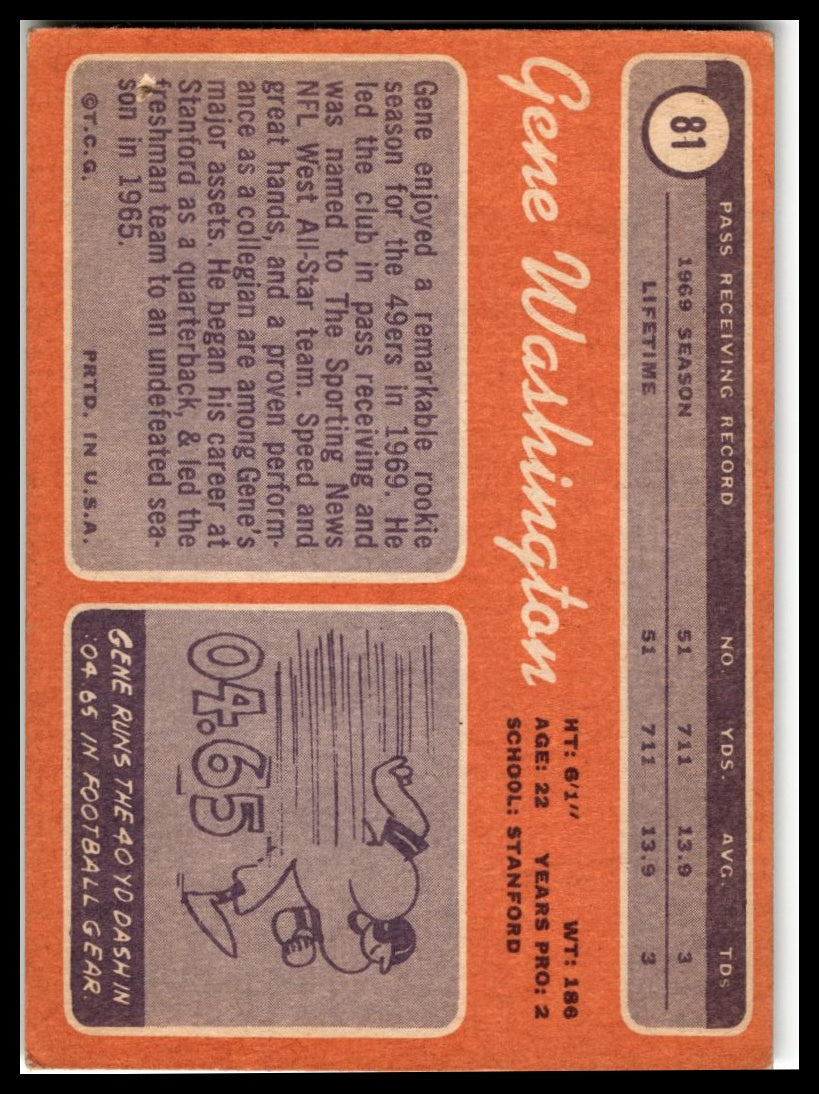 81
PASS RECEIVING RECORD NO. YDS. AVG. TDS
1969 SEASON 51 711 13.9 3
LIFETIME 51 711 13.9 3
Gene Washington
HT: 6/1" WT: 186
AGE: 22 YEARS PRO: 2
SCHOOL: STANFORD
Gene enjoyed a remarkable rookie
season for the 49ers in 1969. He
led the club in pass receiving and
was named to The Sporting News
NFL West All-Star team. Speed and
great hands, and a proven perform-
ance as a collegian are among Gene's
major assets. He began his career at
Stanford as a quarterback, & led the
freshman team to an undefeated sea-
son in 1965.
©T.C.G. PRTD. IN U.S.A.
04.65
GENE RUNS THE 40 YD DASH IN
:04.65 IN FOOTBALL GEAR.